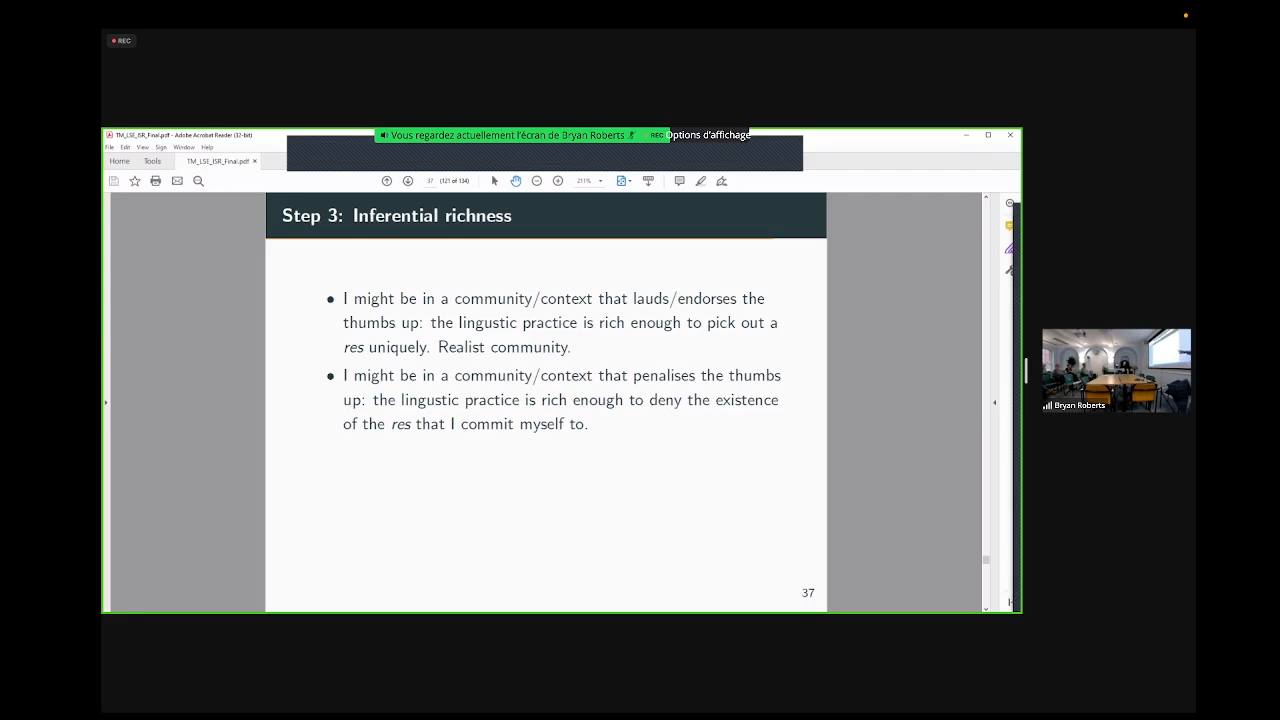 REC
TM_LSE_ISR_Final.pdf - Adobe Acrobat Reader (32-bit)
Vous regardez actuellement l'écran de Bryan Roberts
REC
Options d'affichage
File Edit View Sign Window Help
Home Tools TM_LSE_ISR_Final.pdf ×
37 (121 of 134) 211%
Step 3: Inferential richness
• I might be in a community/context that lauds/endorses the
thumbs up: the lingustic practice is rich enough to pick out a
res uniquely. Realist community.
• I might be in a community/context that penalises the thumbs
up: the lingustic practice is rich enough to deny the existence
of the res that I commit myself to.
37
Bryan Roberts